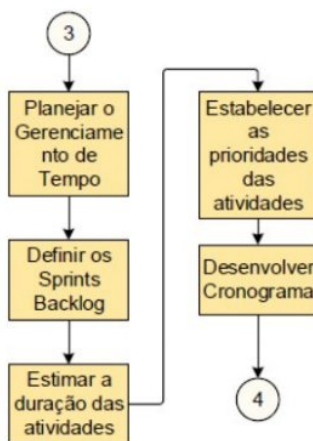 3
Planejar o
Gerenciame
nto de
Tempo
Definir os
Sprints
Backlog
Estimar a
duração das
atividades
Estabelecer
as
prioridades
das
atividades
Desenvolver
Cronograma
4